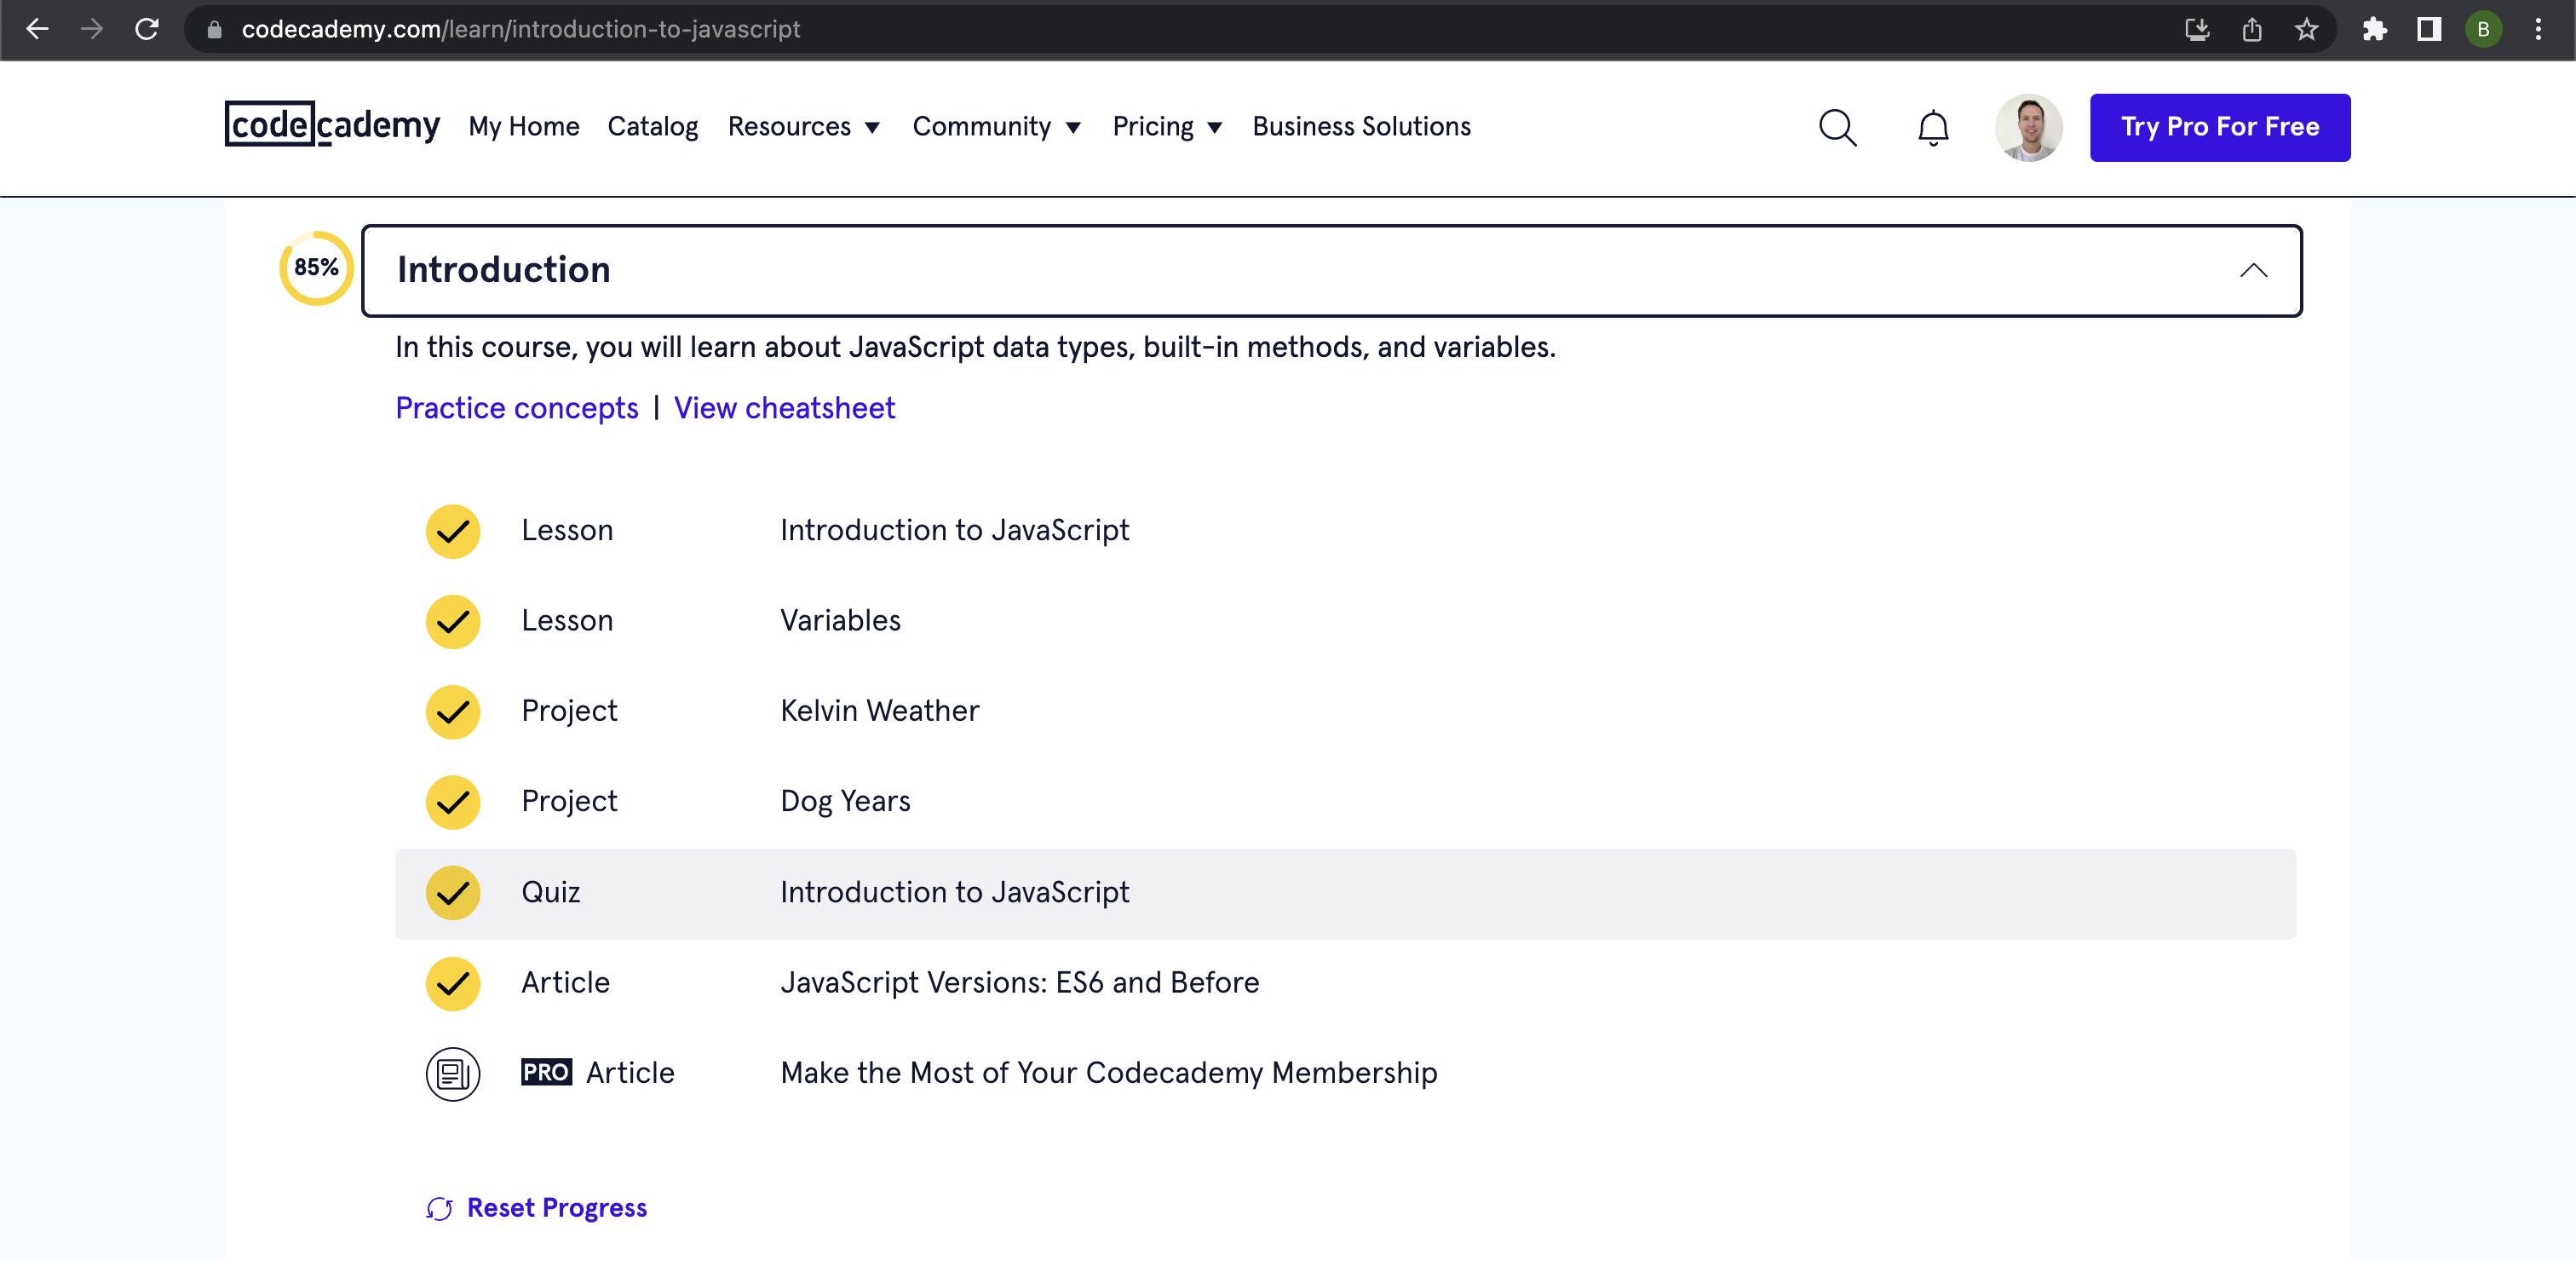 codecademy.com/learn/introduction-to-javascript
B
codecademy My Home Catalog Resources Community Pricing Business Solutions Try Pro For Free
85% Introduction
In this course, you will learn about JavaScript data types, built-in methods, and variables.
Practice concepts | View cheatsheet
Lesson Introduction to JavaScript
Lesson Variables
Project Kelvin Weather
Project Dog Years
Quiz Introduction to JavaScript
Article JavaScript Versions: ES6 and Before
PRO Article Make the Most of Your Codecademy Membership
Reset Progress